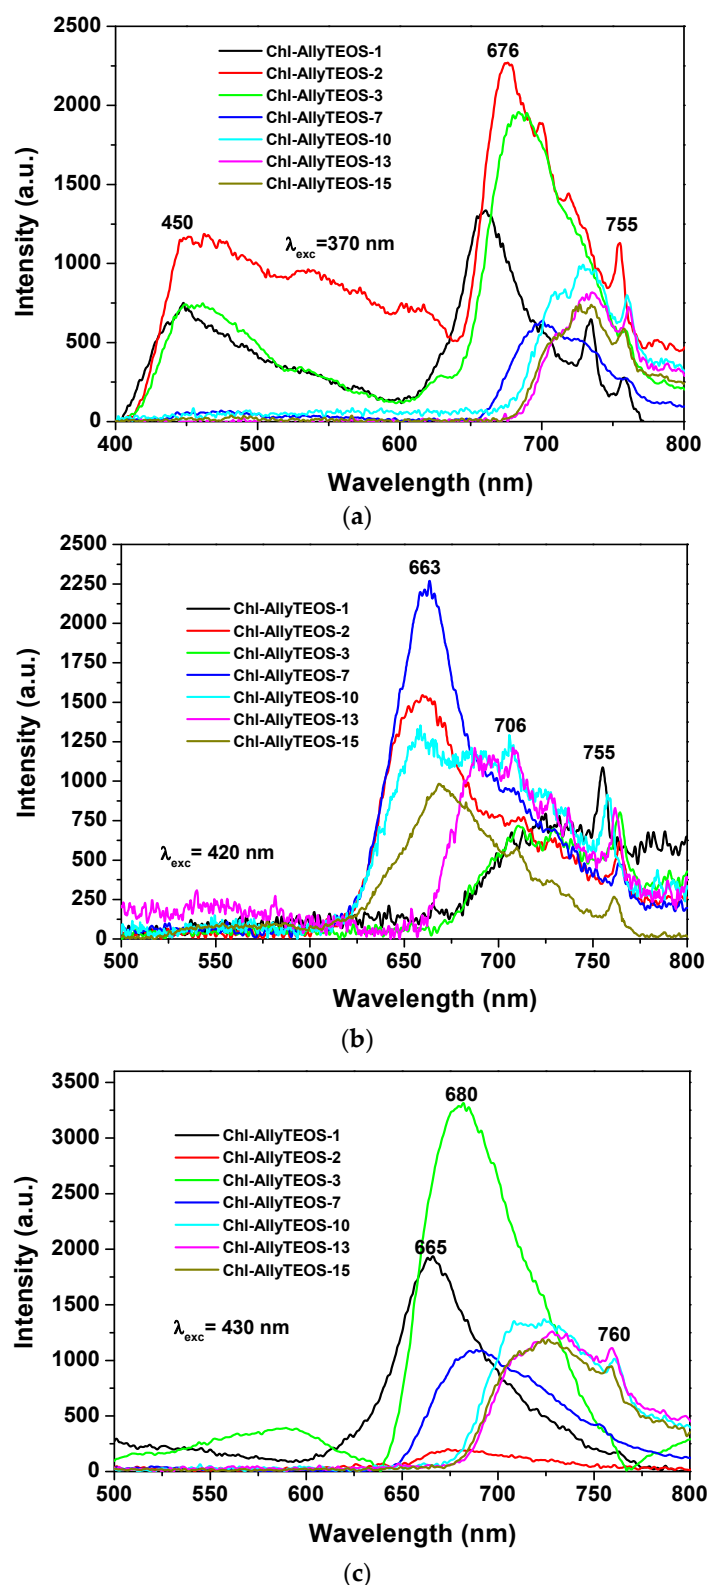 2500
2000
1500
1000
500
0
Intensity (a.u.)
Chl-AllyTEOS-1
Chl-AllyTEOS-2
Chl-AllyTEOS-3
Chl-AllyTEOS-7
Chl-AllyTEOS-10
Chl-AllyTEOS-13
Chl-AllyTEOS-15
676
450
755
λexc=370 nm
400 500 600 700 800
Wavelength (nm)
(a)
2500
2250
2000
1750
1500
1250
1000
750
500
250
0
Intensity (a.u.)
663
Chl-AllyTEOS-1
Chl-AllyTEOS-2
Chl-AllyTEOS-3
Chl-AllyTEOS-7
Chl-AllyTEOS-10
Chl-AllyTEOS-13
Chl-AllyTEOS-15
706
755
λexc= 420 nm
500 550 600 650 700 750 800
Wavelength (nm)
(b)
3500
3000
2500
2000
1500
1000
500
0
Intensity (a.u.)
680
Chl-AllyTEOS-1
Chl-AllyTEOS-2
Chl-AllyTEOS-3
Chl-AllyTEOS-7
Chl-AllyTEOS-10
Chl-AllyTEOS-13
Chl-AllyTEOS-15
665
λexc= 430 nm
760
500 550 600 650 700 750 800
Wavelength (nm)
(c)